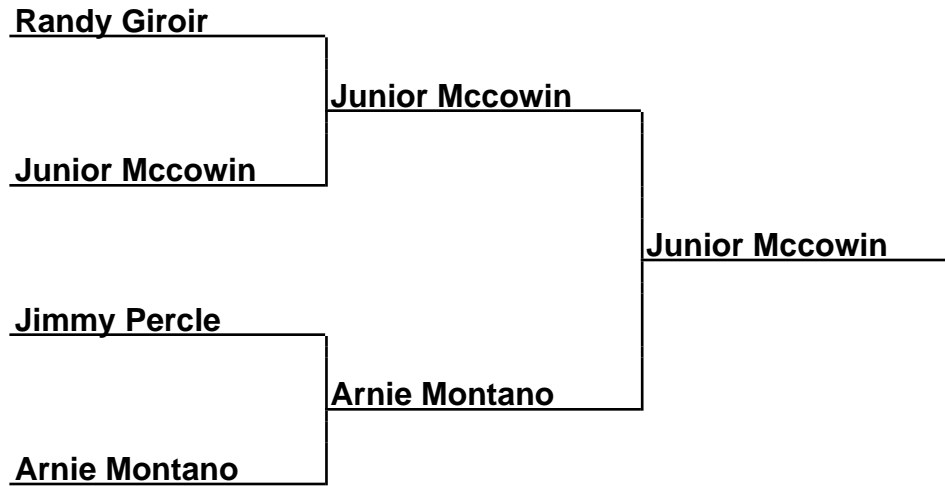 Randy Giroir
Junior Mccowin
Junior Mccowin
Junior Mccowin
Jimmy Percle
Arnie Montano
Arnie Montano